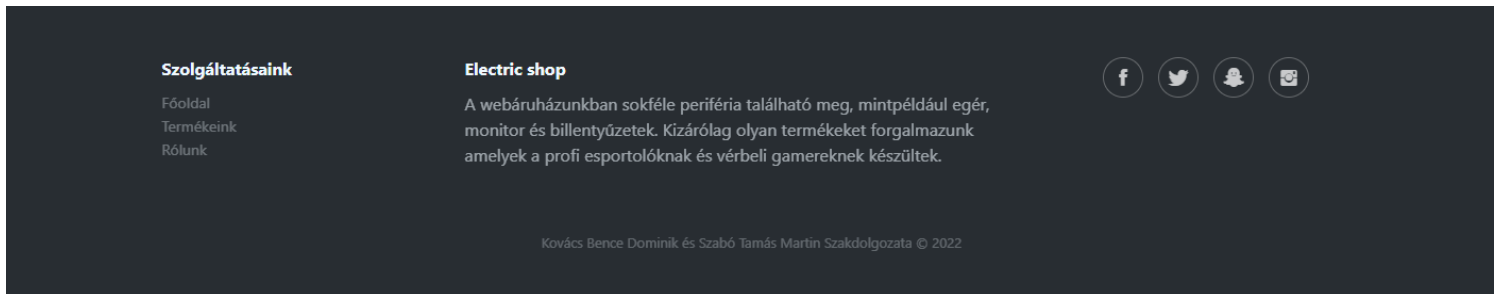 Szolgáltatásaink
Főoldal
Termékeink
Rólunk
Electric shop
A webáruházunkban sokféle periféria található meg, mintpéldául egér,
monitor és billentyűzetek. Kizárólag olyan termékeket forgalmazunk
amelyek a profi esportolóknak és vérbeli gamereknek készültek.
Kovács Bence Dominik és Szabó Tamás Martin Szakdolgozata © 2022